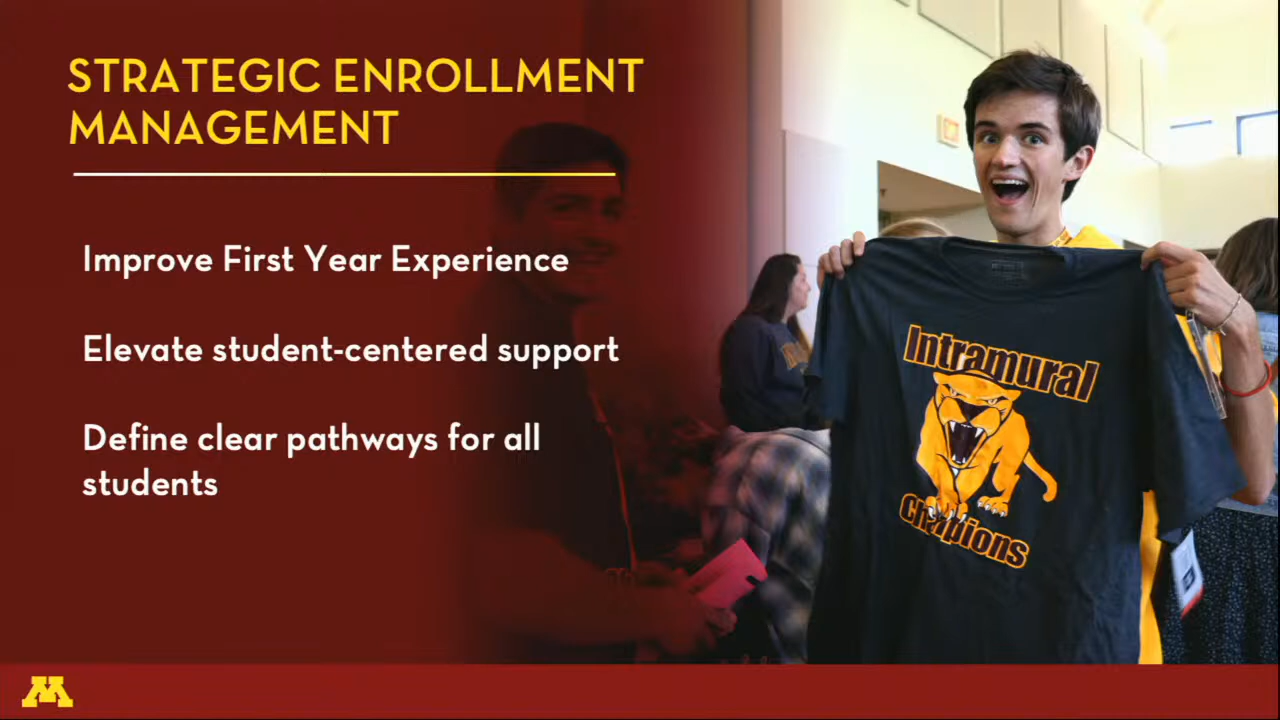 STRATEGIC ENROLLMENT
MANAGEMENT
Improve First Year Experience
Elevate student-centered support
Define clear pathways for all
students
Intramural
Champions
M